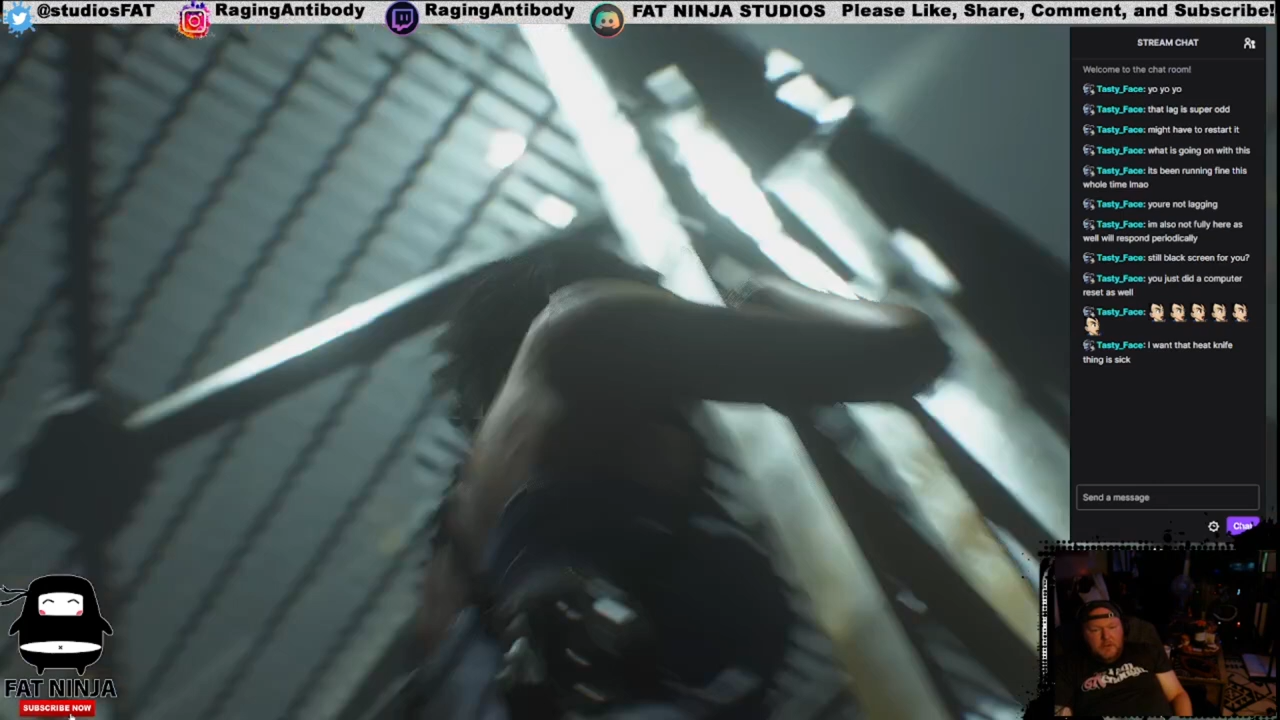 @studiosFAT RagingAntibody RagingAntibody FAT NINJA STUDIOS Please Like, Share, Comment, and Subscribe!
STREAM CHAT
Welcome to the chat room!
Tasty_Face: yo yo yo
Tasty_Face: that lag is super odd
Tasty_Face: might have to restart it
Tasty_Face: what is going on with this
Tasty_Face: Its been running fine this
whole time lmao
Tasty_Face: youre not lagging
Tasty_Face: im also not fully here as
well will respond periodically
Tasty_Face: still black screen for you?
Tasty_Face: you just did a computer
reset as well
Tasty_Face:
Tasty_Face: I want that heat knife
thing is sick
Send a message
Chat
FAT NINJA
SUBSCRIBE NOW